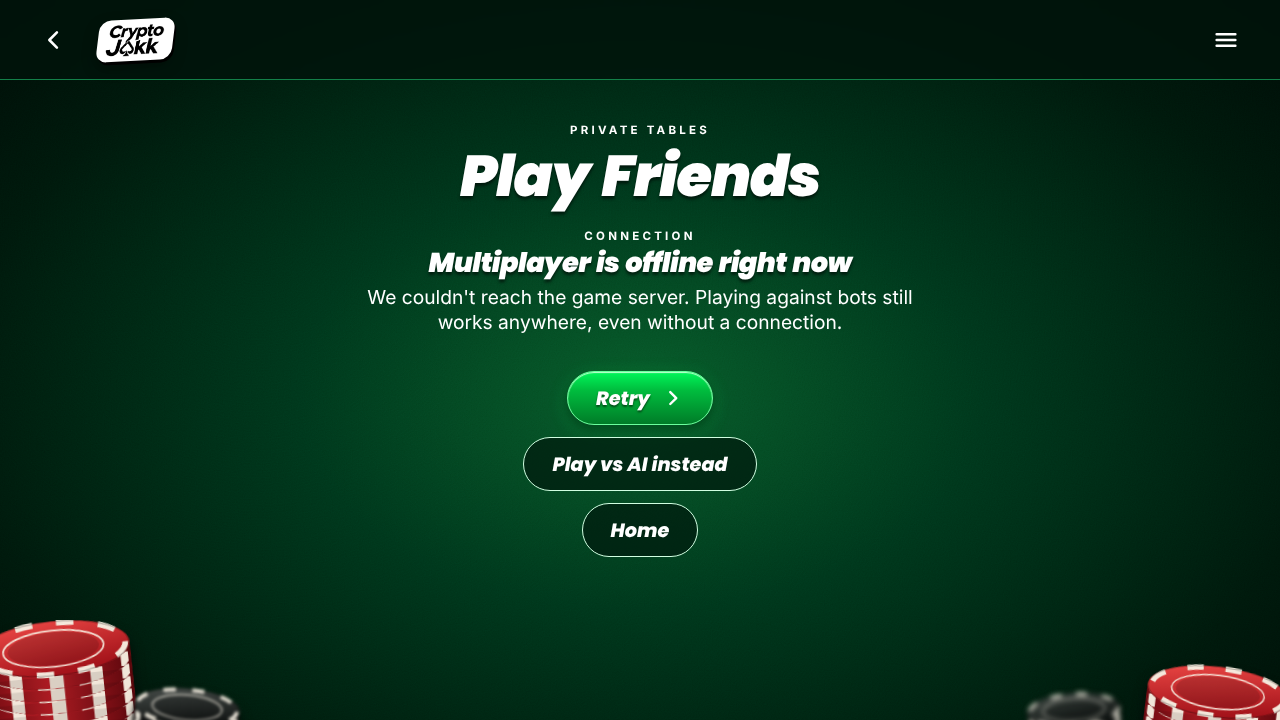 Crypto
Jokk
PRIVATE TABLES
Play Friends
CONNECTION
Multiplayer is offline right now
We couldn't reach the game server. Playing against bots still
works anywhere, even without a connection.
Retry
Play vs AI instead
Home